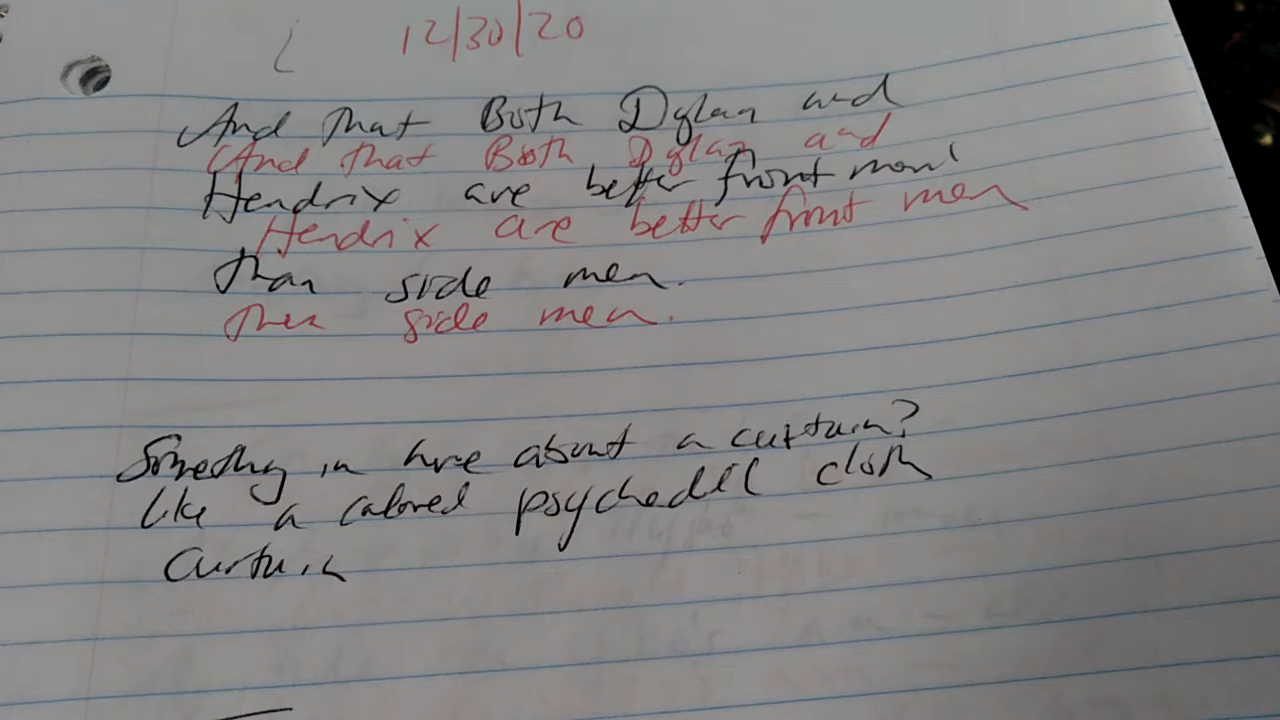 12/30/20
And that Both Dylan and
And that Both Dylan and
Hendrix are better front men
Hendrix are better front men
than side men.
then side men.
Something in here about a curtain?
like a colored psychedelic cloth
curtain